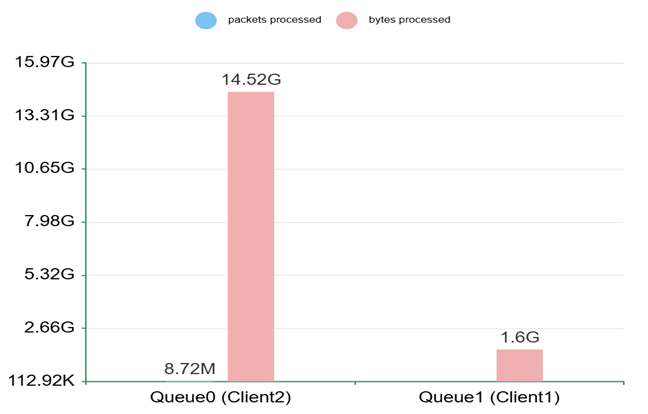 packets processed bytes processed
15.97G
14.52G
13.31G
10.65G
7.98G
5.32G
2.66G
1.6G
8.72M
112.92K
Queue0 (Client2) Queue1 (Client1)